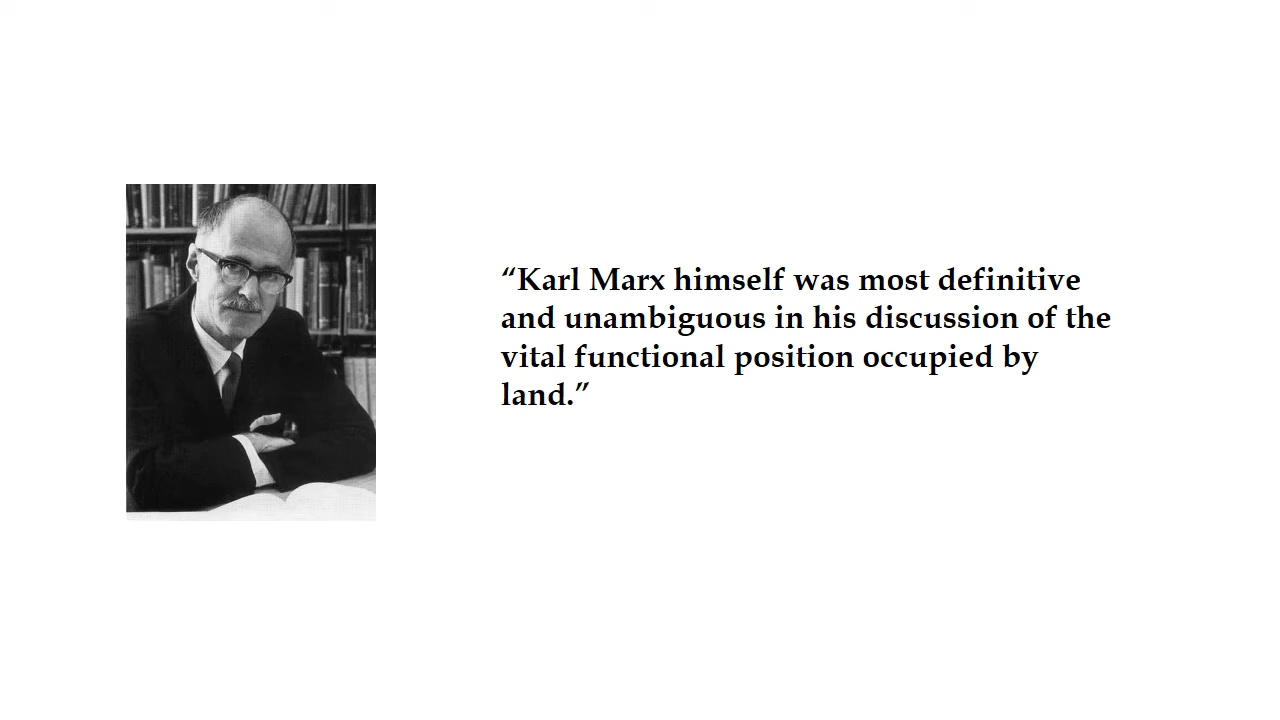 “Karl Marx himself was most definitive
and unambiguous in his discussion of the
vital functional position occupied by
land.”